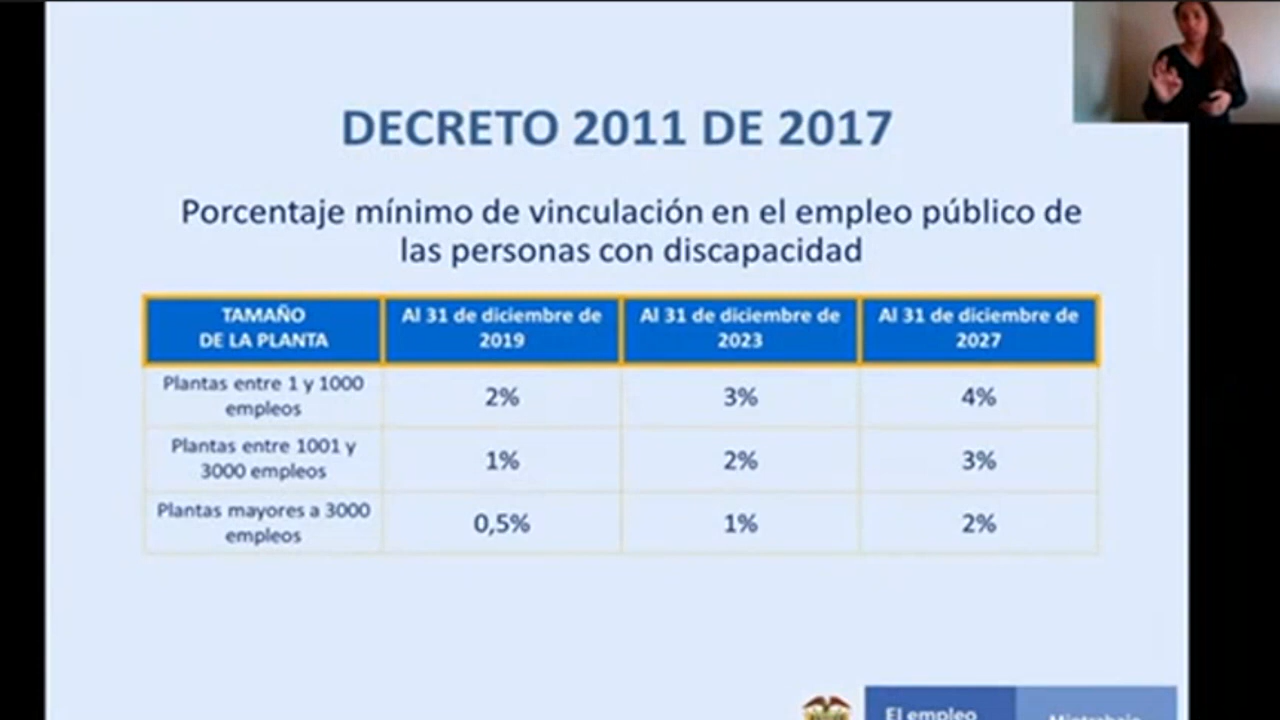 DECRETO 2011 DE 2017
Porcentaje mínimo de vinculación en el empleo público de
las personas con discapacidad
TAMAÑO
DE LA PLANTA
Al 31 de diciembre de
2019
Al 31 de diciembre de
2023
Al 31 de diciembre de
2027
Plantas entre 1 y 1000
empleos
2%
3%
4%
Plantas entre 1001 y
3000 empleos
1%
2%
3%
Plantas mayores a 3000
empleos
0,5%
1%
2%
El empleo
Mintrabajo